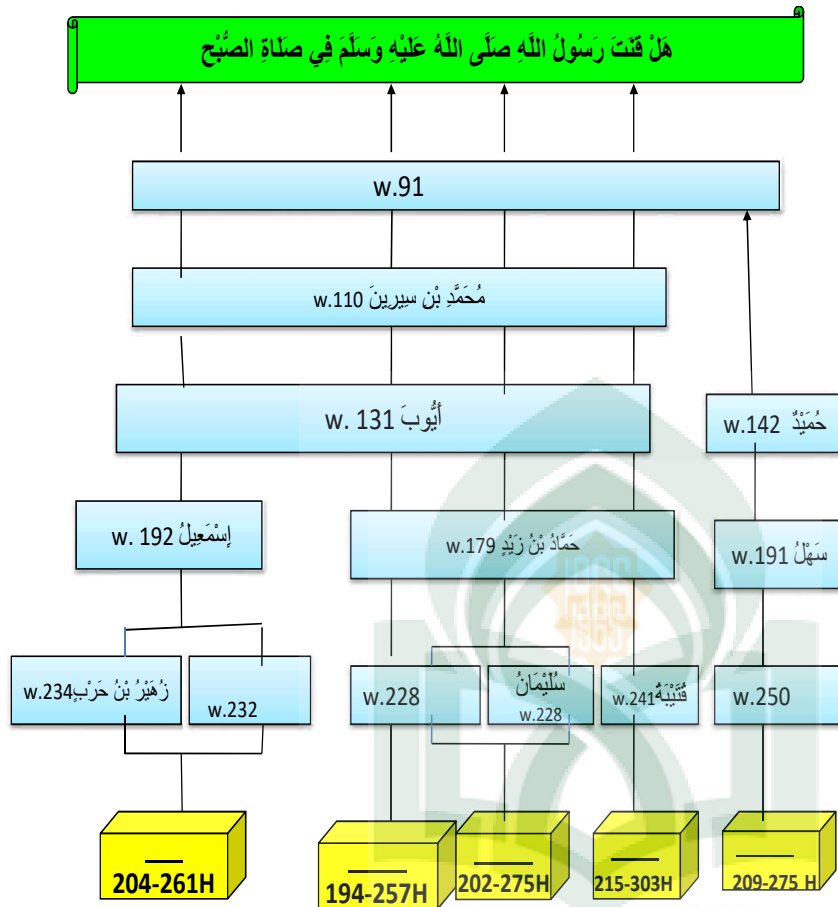 هَلْ قَنَتَ رَسُولُ اللَّهِ صَلَّى اللَّهُ عَلَيْهِ وَسَلَّمَ فِي صَلَاةِ الصُّبْحِ
w.91
مُحَمَّدِ بْنِ سِيرِينَ w.110
أَيُّوبَ w. 131
حُمَيْدٌ w.142
إِسْمَعِيلُ w. 192
حَمَّادُ بْنُ زَيْدٍ w.179
سَهْلُ w.191
زُهَيْرُ بْنُ حَرْبٍ w.234
w.232
w.228
سُلَيْمَانُ
w.228
قُتَيْبَةُ w.241
w.250
204-261H
194-257H
202-275H
215-303H
209-275 H